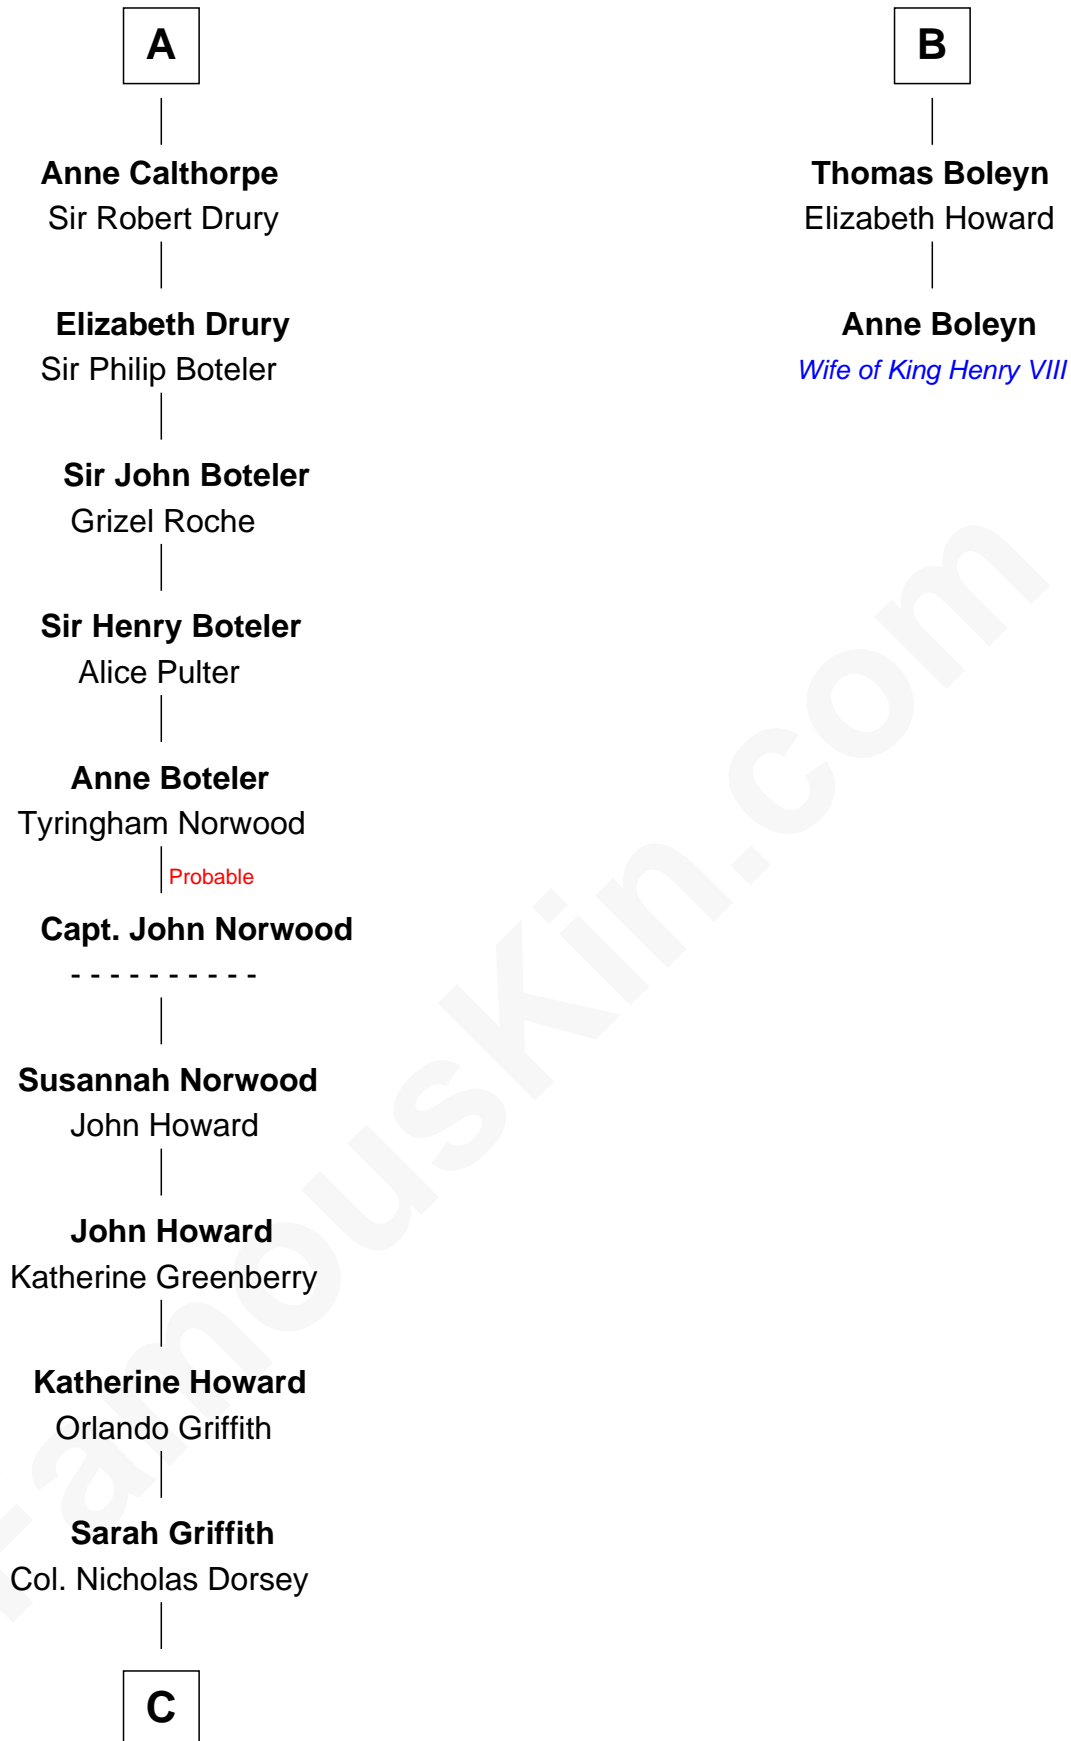 A
Anne Calthorpe
Sir Robert Drury
Elizabeth Drury
Sir Philip Boteler
Sir John Boteler
Grizel Roche
Sir Henry Boteler
Alice Pulter
Anne Boteler
Tyringham Norwood
Probable
Capt. John Norwood
- - - - - - - - - -
Susannah Norwood
John Howard
John Howard
Katherine Greenberry
Katherine Howard
Orlando Griffith
Sarah Griffith
Col. Nicholas Dorsey
C
B
Thomas Boleyn
Elizabeth Howard
Anne Boleyn
Wife of King Henry VIII
FamousKin.com